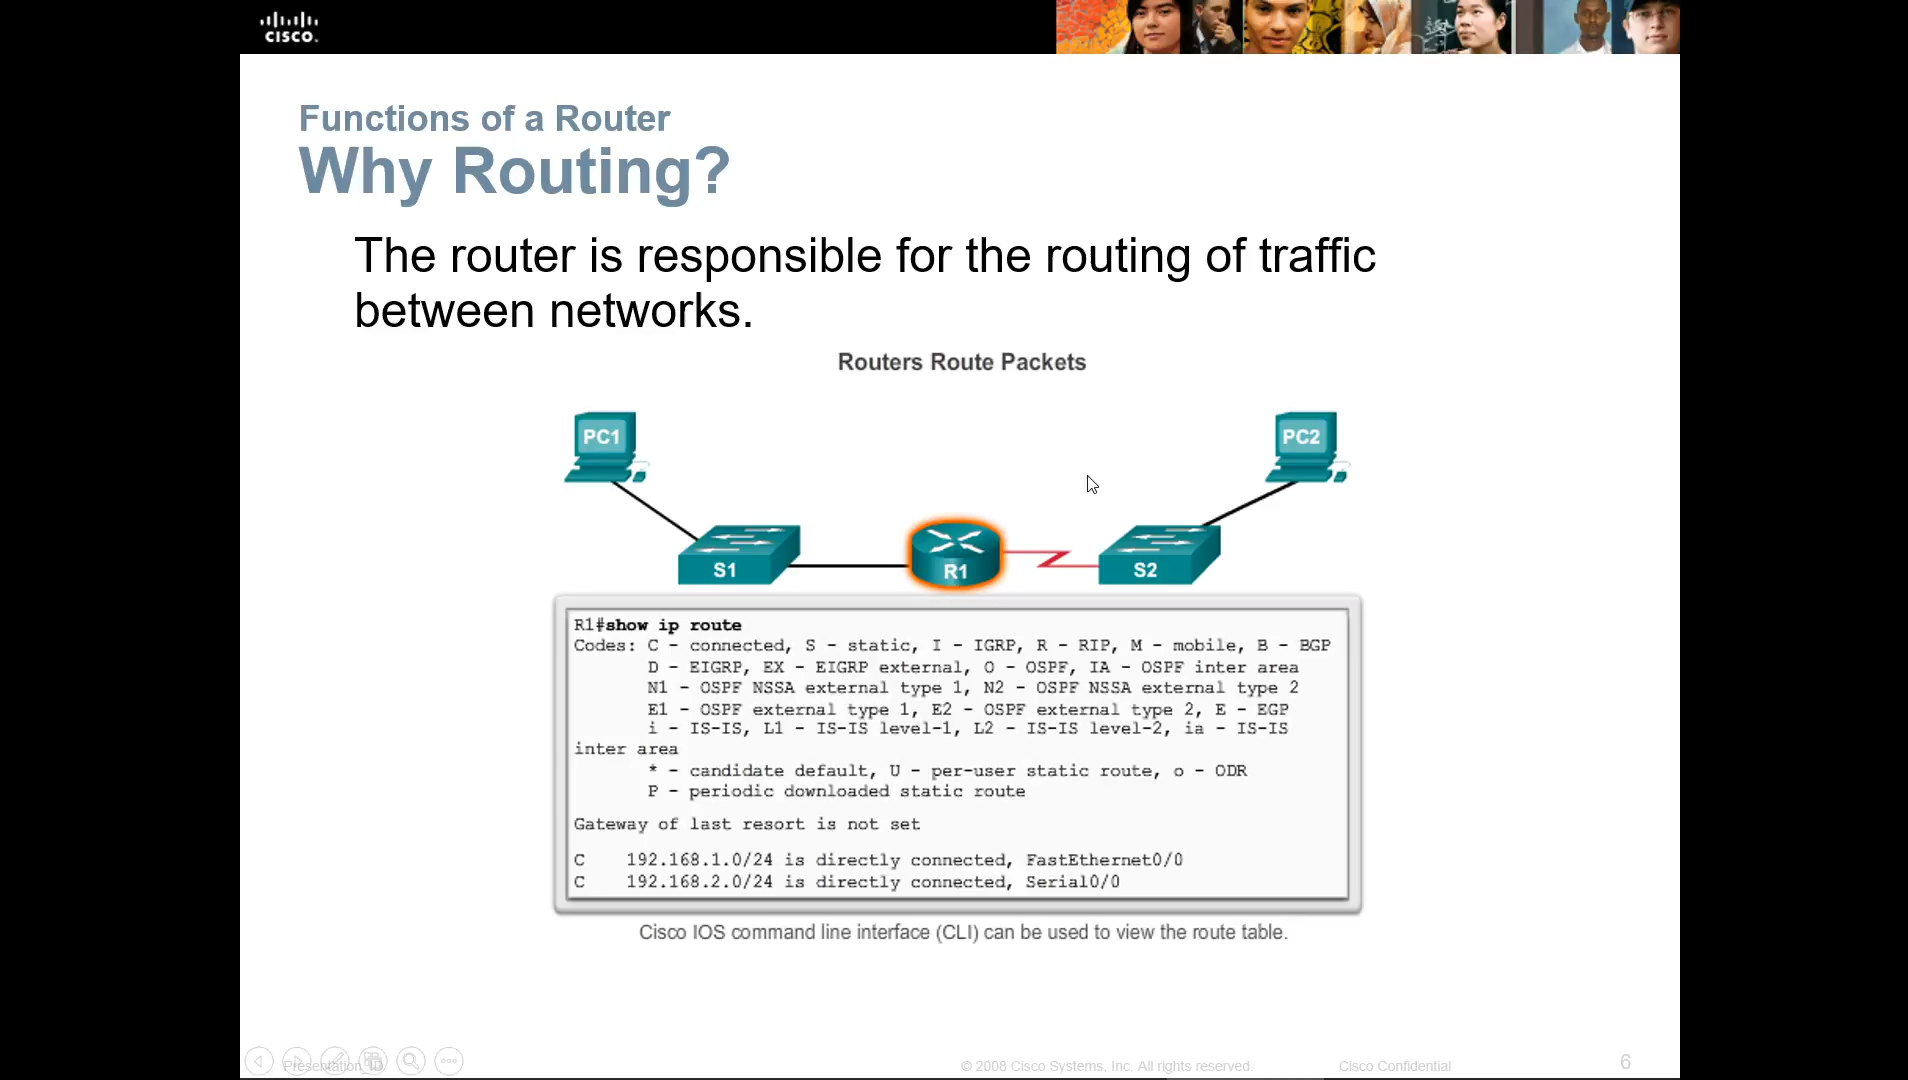 CISCO.
Functions of a Router
Why Routing?
The router is responsible for the routing of traffic
between networks.
Routers Route Packets
PC1
PC2
S1
R1
S2
R1#show ip route
Codes: C - connected, S - static, I - IGRP, R - RIP, M - mobile, B - BGP
D - EIGRP, EX - EIGRP external, O - OSPF, IA - OSPF inter area
N1 - OSPF NSSA external type 1, N2 - OSPF NSSA external type 2
E1 - OSPF external type 1, E2 - OSPF external type 2, E - EGP
i - IS-IS, L1 - IS-IS level-1, L2 - IS-IS level-2, ia - IS-IS
inter area
* - candidate default, U - per-user static route, o - ODR
P - periodic downloaded static route
Gateway of last resort is not set
C 192.168.1.0/24 is directly connected, FastEthernet0/0
C 192.168.2.0/24 is directly connected, Serial0/0
Cisco IOS command line interface (CLI) can be used to view the route table.
Presentation_ID
© 2008 Cisco Systems, Inc. All rights reserved.
Cisco Confidential
6